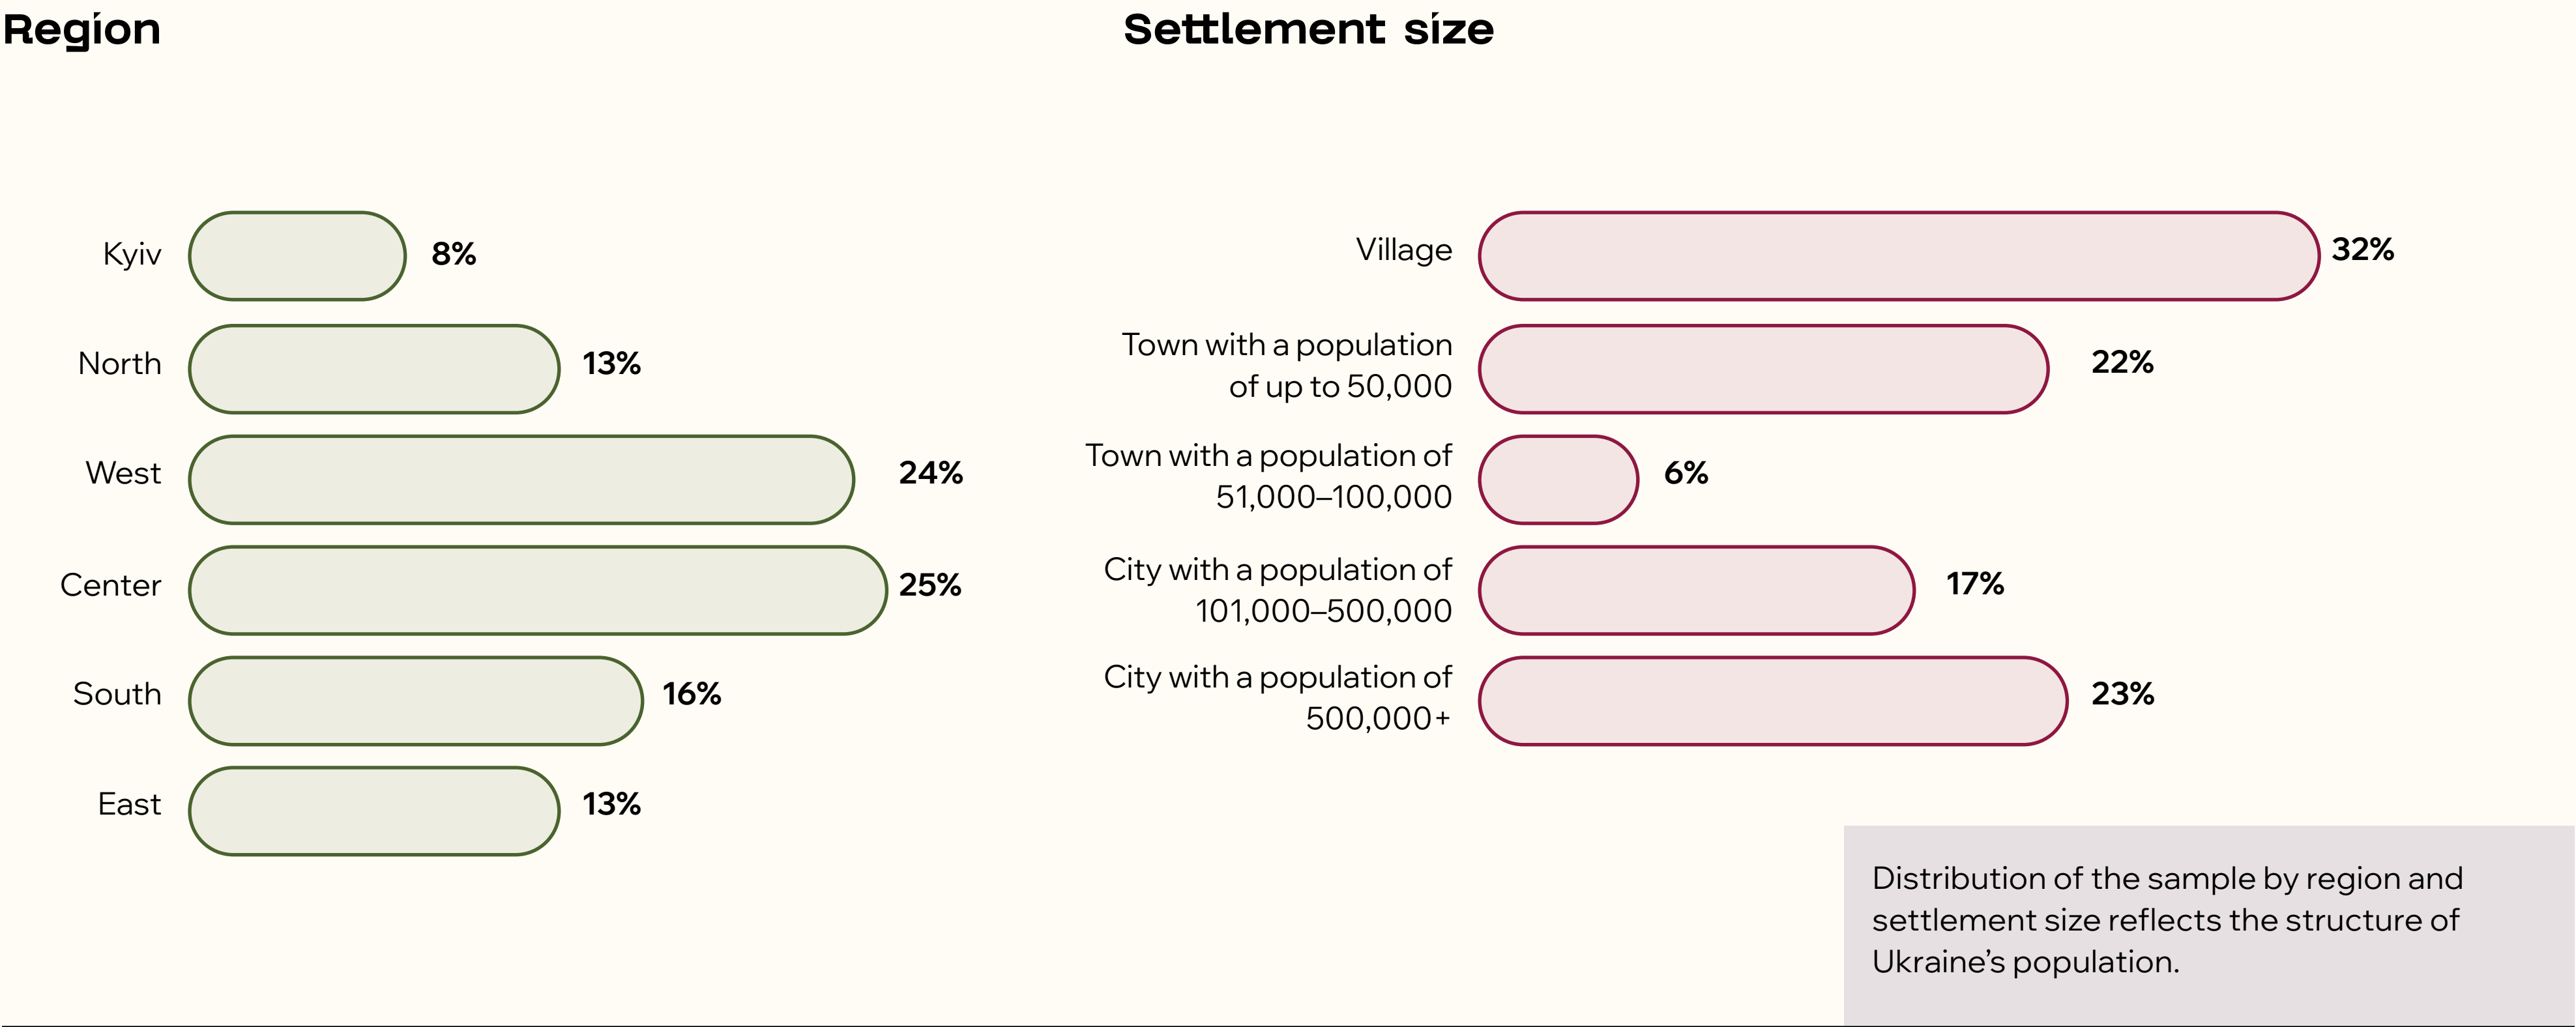 Region
Kyiv 8%
North 13%
West 24%
Center 25%
South 16%
East 13%
Settlement size
Village 32%
Town with a population
of up to 50,000
22%
Town with a population of
51,000–100,000
6%
City with a population of
101,000–500,000
17%
City with a population of
500,000+
23%
Distribution of the sample by region and
settlement size reflects the structure of
Ukraine’s population.